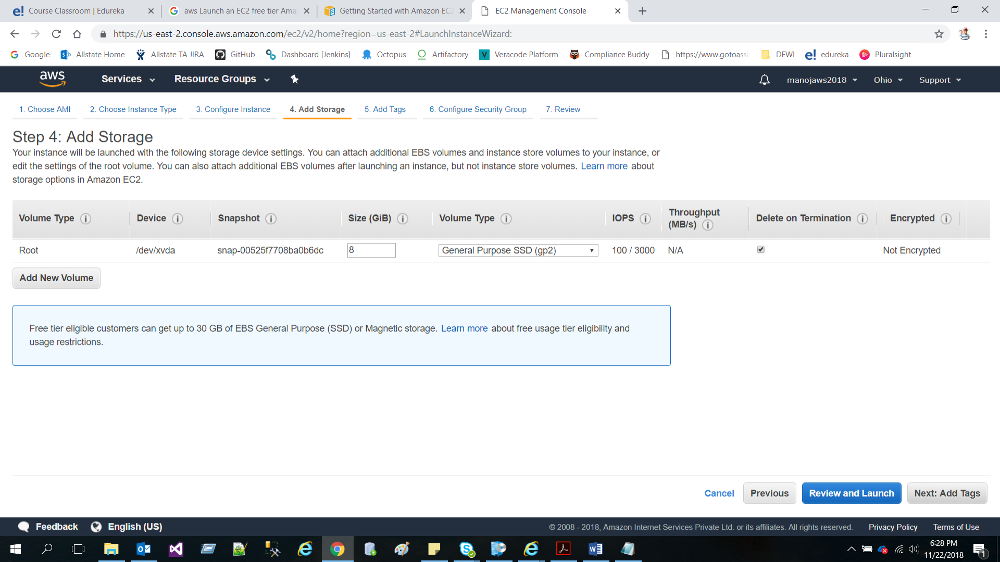 Course Classroom | Edureka
aws Launch an EC2 free tier Ama
Getting Started with Amazon EC2
EC2 Management Console
https://us-east-2.console.aws.amazon.com/ec2/v2/home?region=us-east-2#LaunchInstanceWizard:
Google
Allstate Home
Allstate TA JIRA
GitHub
Dashboard [Jenkins]
Octopus
Artifactory
Veracode Platform
Compliance Buddy
https://www.gotoassi
DEWI
edureka
Pluralsight
aws
Services
Resource Groups
manojaws2018
Ohio
Support
1. Choose AMI
2. Choose Instance Type
3. Configure Instance
4. Add Storage
5. Add Tags
6. Configure Security Group
7. Review
Step 4: Add Storage
Your instance will be launched with the following storage device settings. You can attach additional EBS volumes and instance store volumes to your instance, or
edit the settings of the root volume. You can also attach additional EBS volumes after launching an instance, but not instance store volumes. Learn more about
storage options in Amazon EC2.
Volume Type
Device
Snapshot
Size (GiB)
Volume Type
IOPS
Throughput
(MB/s)
Delete on Termination
Encrypted
Root
/dev/xvda
snap-00525f7708ba0b6dc
8
General Purpose SSD (gp2)
100 / 3000
N/A
Not Encrypted
Add New Volume
Free tier eligible customers can get up to 30 GB of EBS General Purpose (SSD) or Magnetic storage. Learn more about free usage tier eligibility and
usage restrictions.
Cancel
Previous
Review and Launch
Next: Add Tags
Feedback
English (US)
© 2008 - 2018, Amazon Internet Services Private Ltd. or its affiliates. All rights reserved.
Privacy Policy
Terms of Use
6:28 PM
11/22/2018
1